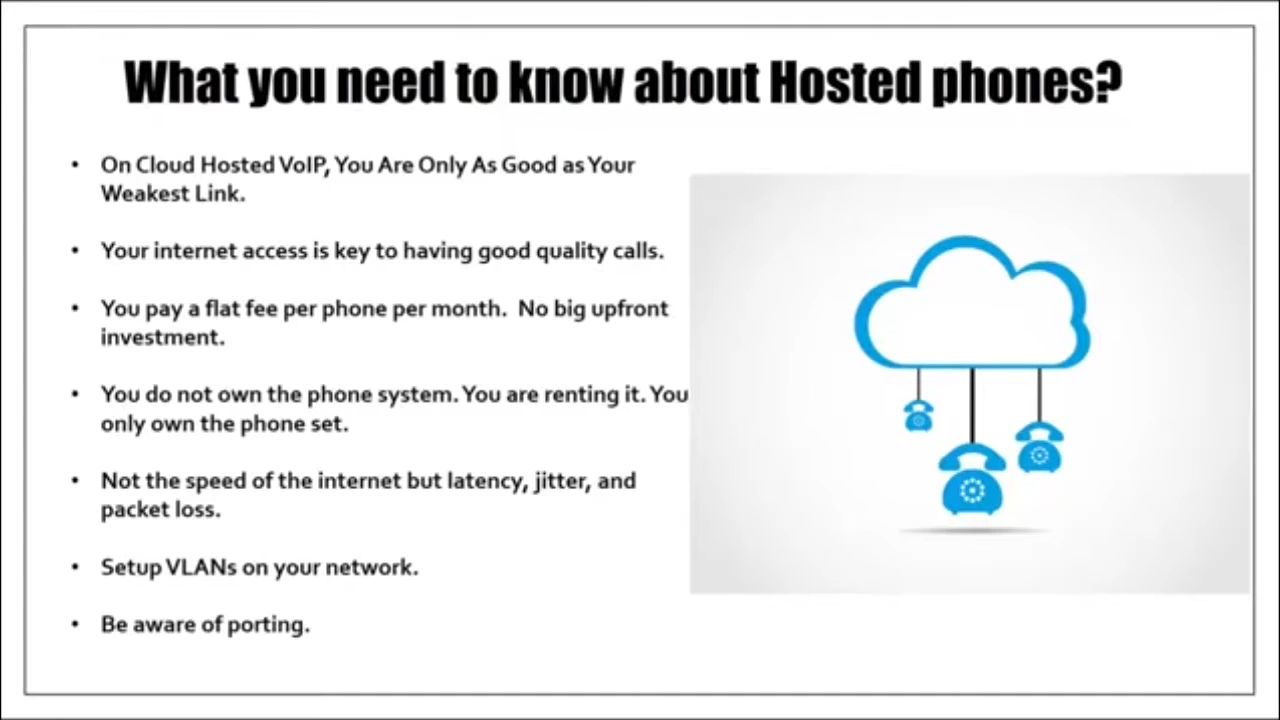 What you need to know about Hosted phones?
• On Cloud Hosted VoIP, You Are Only As Good as Your
Weakest Link.
• Your internet access is key to having good quality calls.
• You pay a flat fee per phone per month.  No big upfront
investment.
• You do not own the phone system. You are renting it. You
only own the phone set.
• Not the speed of the internet but latency, jitter, and
packet loss.
• Setup VLANs on your network.
• Be aware of porting.